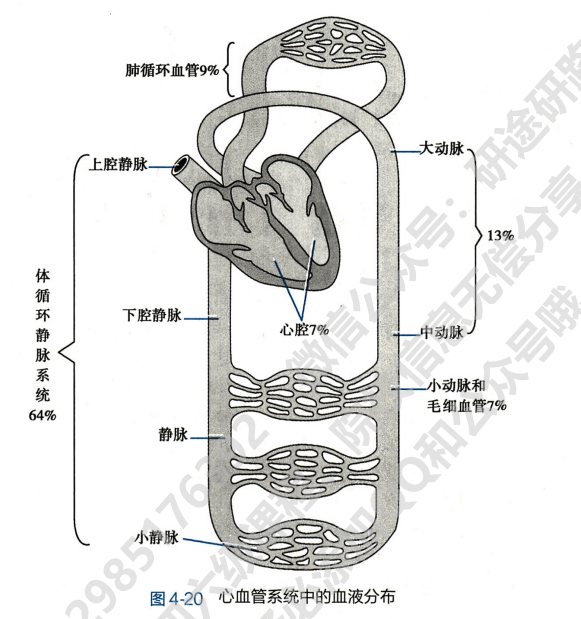 肺循环血管9%
大动脉
上腔静脉
13%
体循环静脉系统
64%
下腔静脉
心腔7%
中动脉
小动脉和
毛细血管7%
静脉
小静脉
图4-20 心血管系统中的血液分布